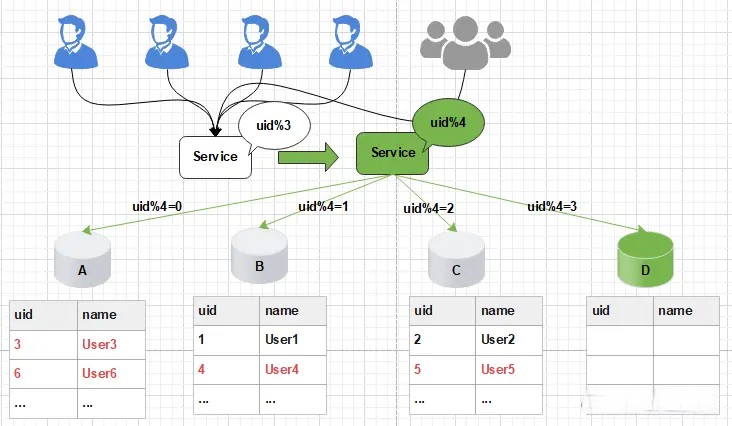 uid%3
uid%4
Service
Service
uid%4=0
uid%4=1
uid%4=2
uid%4=3
A
B
C
D
uid name
3 User3
6 User6
... ...
uid name
1 User1
4 User4
... ...
uid name
2 User2
5 User5
... ...
uid name
...